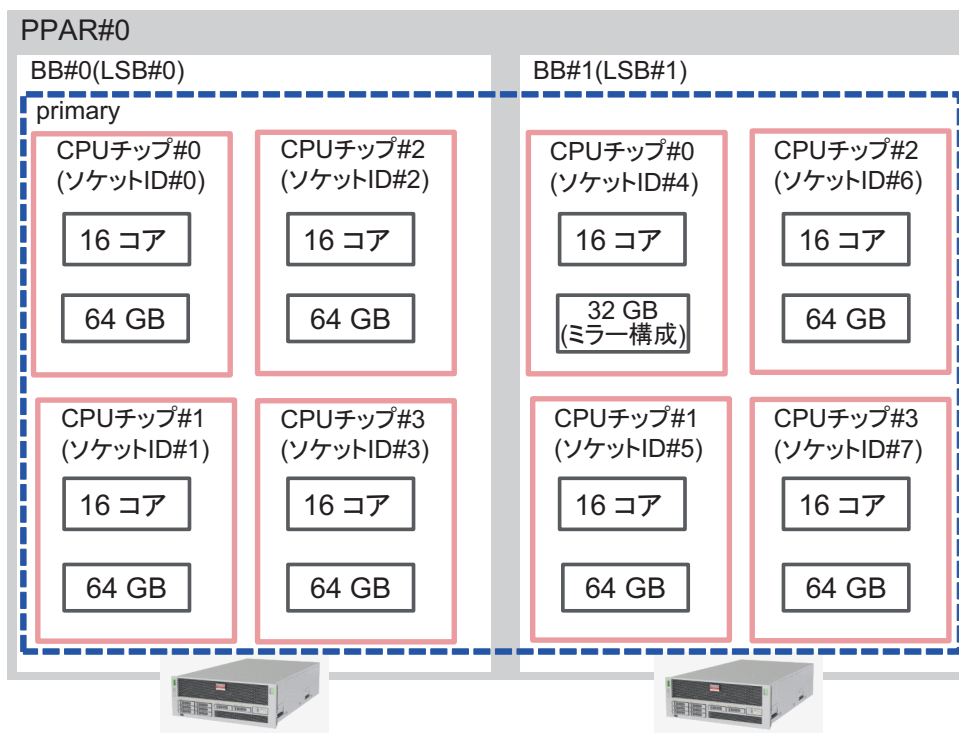 PPAR#0
BB#0(LSB#0)
primary
CPUチップ#0
(ソケットID#0)
16 コア
64 GB
CPUチップ#2
(ソケットID#2)
16 コア
64 GB
CPUチップ#1
(ソケットID#1)
16 コア
64 GB
CPUチップ#3
(ソケットID#3)
16 コア
64 GB
BB#1(LSB#1)
CPUチップ#0
(ソケットID#4)
16 コア
32 GB
(ミラー構成)
CPUチップ#2
(ソケットID#6)
16 コア
64 GB
CPUチップ#1
(ソケットID#5)
16 コア
64 GB
CPUチップ#3
(ソケットID#7)
16 コア
64 GB